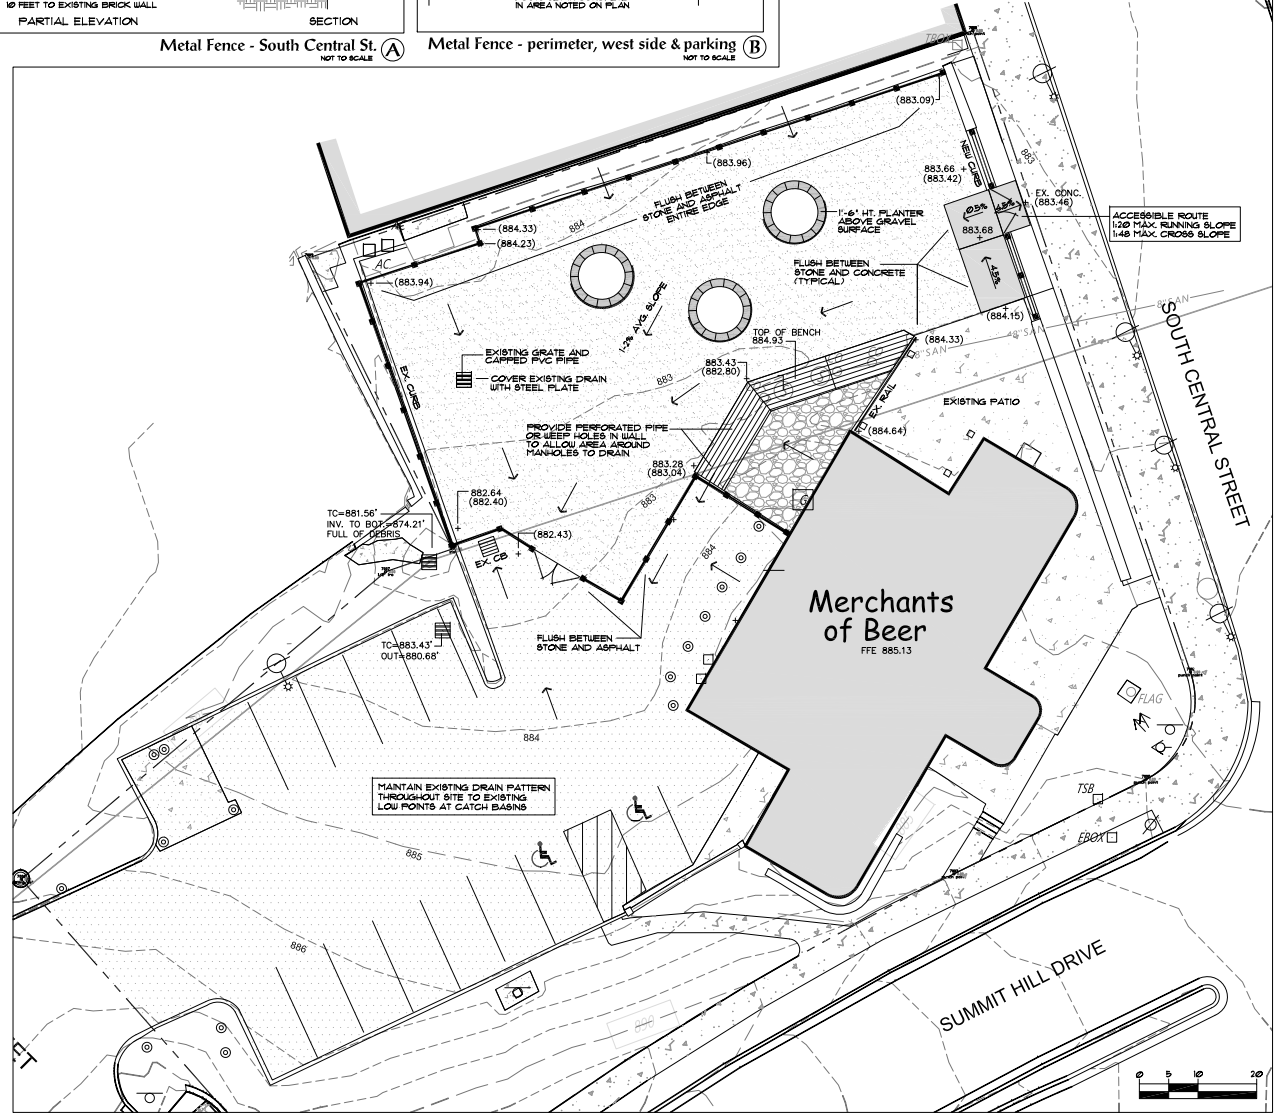 10 FEET TO EXISTING BRICK WALL
PARTIAL ELEVATION
SECTION
IN AREA NOTED ON PLAN
Metal Fence - South Central St. A
NOT TO SCALE
Metal Fence - perimeter, west side & parking B
NOT TO SCALE
TBOX
(883.09)
(883.96)
NEW CURB
883
883.66
(883.42)
EX. CONC.
(883.46)
FLUSH BETWEEN
STONE AND ASPHALT
ENTIRE EDGE
884
1'-6" HT. PLANTER
ABOVE GRAVEL
SURFACE
0.5%
4.5%
883.68
ACCESSIBLE ROUTE
1:20 MAX. RUNNING SLOPE
1:48 MAX. CROSS SLOPE
(884.33)
(884.23)
AC
(883.94)
FLUSH BETWEEN
STONE AND CONCRETE
(TYPICAL)
4.5%
(884.15)
8"SAN
8"SAN
8"SAN
SOUTH CENTRAL STREET
1-2% AVG. SLOPE
TOP OF BENCH
884.93
(884.33)
EXISTING GRATE AND
CAPPED PVC PIPE
COVER EXISTING DRAIN
WITH STEEL PLATE
883.43
(882.80)
883
EX. CURB
EX. RAIL
EXISTING PATIO
PROVIDE PERFORATED PIPE
OR WEEP HOLES IN WALL
TO ALLOW AREA AROUND
MANHOLES TO DRAIN
(884.64)
883.28
(883.04)
G
882.64
(882.40)
883
TC=881.56'
INV. TO BOT.=874.21'
FULL OF DEBRIS
(882.43)
EX. CB
884
Merchants
of Beer
FFE 885.13
FLUSH BETWEEN
STONE AND ASPHALT
TC=883.43'
OUT=880.68'
FLAG
884
MAINTAIN EXISTING DRAIN PATTERN
THROUGHOUT SITE TO EXISTING
LOW POINTS AT CATCH BASINS
TSB
EBOX
885
886
SUMMIT HILL DRIVE
890
0 5 10 20